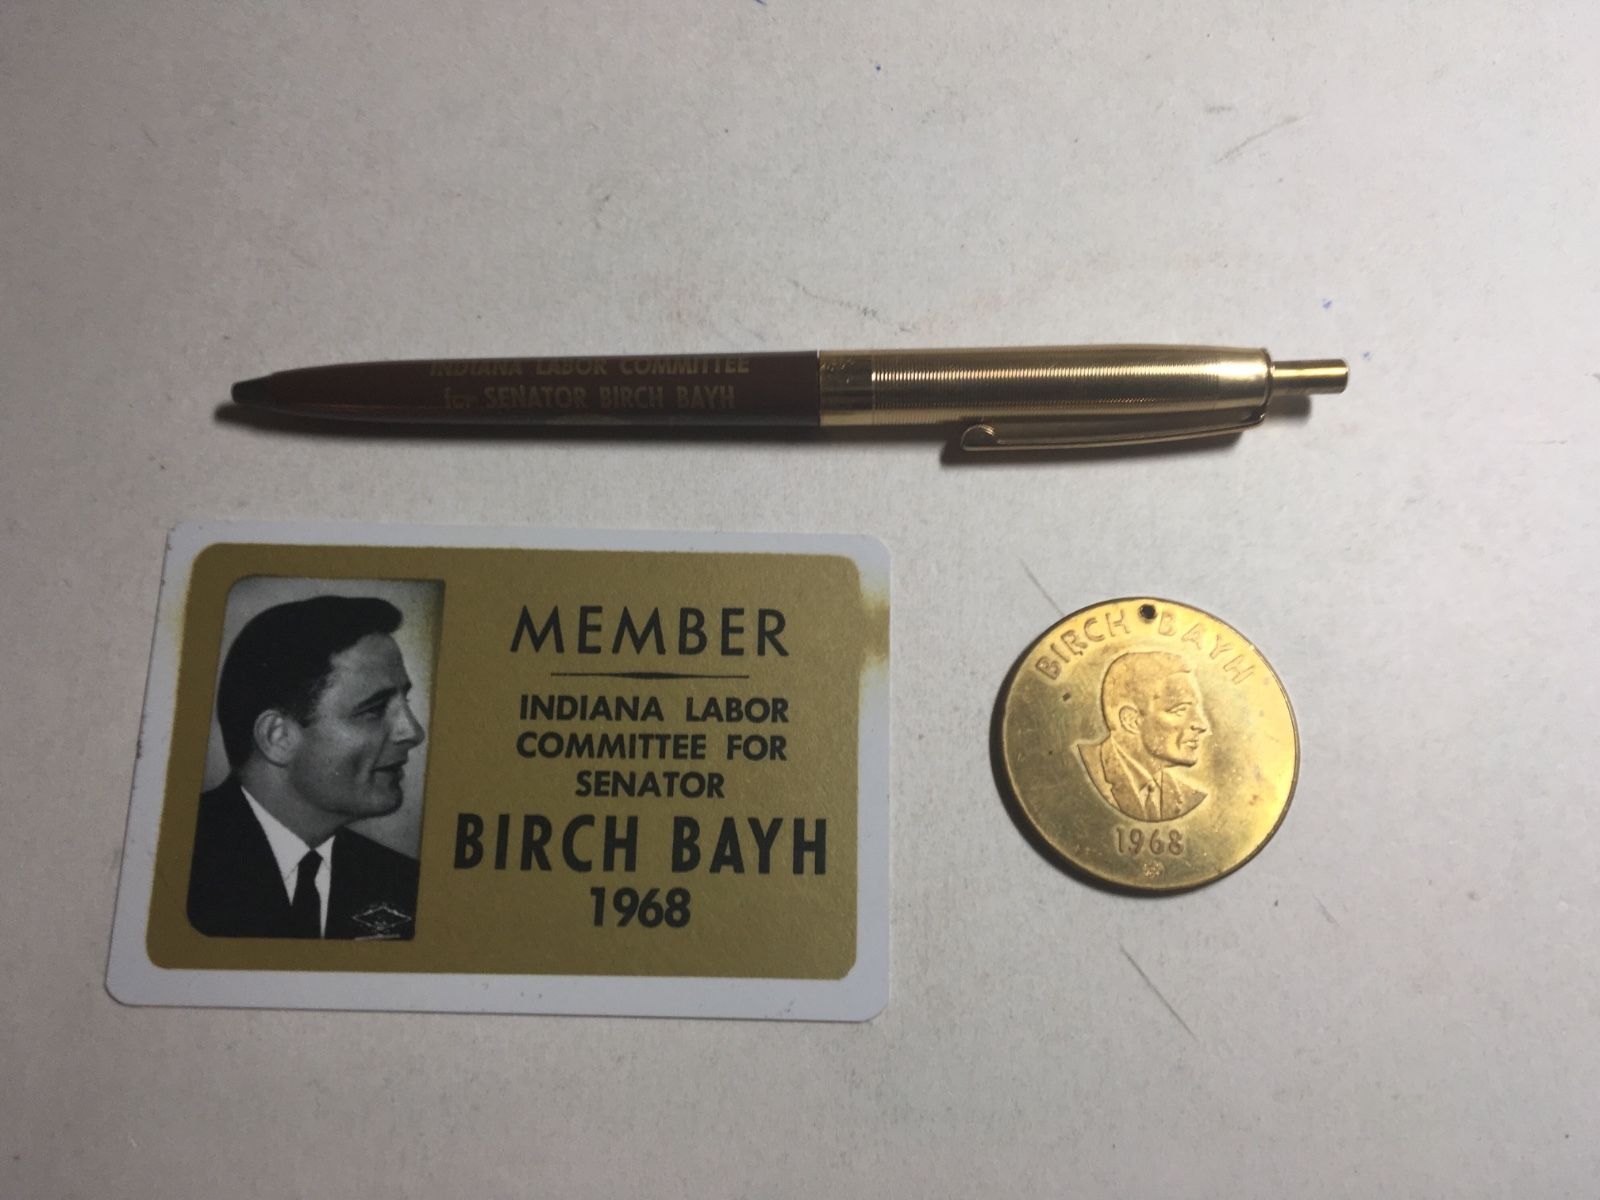 INDIANA LABOR COMMITTEE
for SENATOR BIRCH BAYH
MEMBER
INDIANA LABOR
COMMITTEE FOR
SENATOR
BIRCH BAYH
1968
BIRCH BAYH
1968